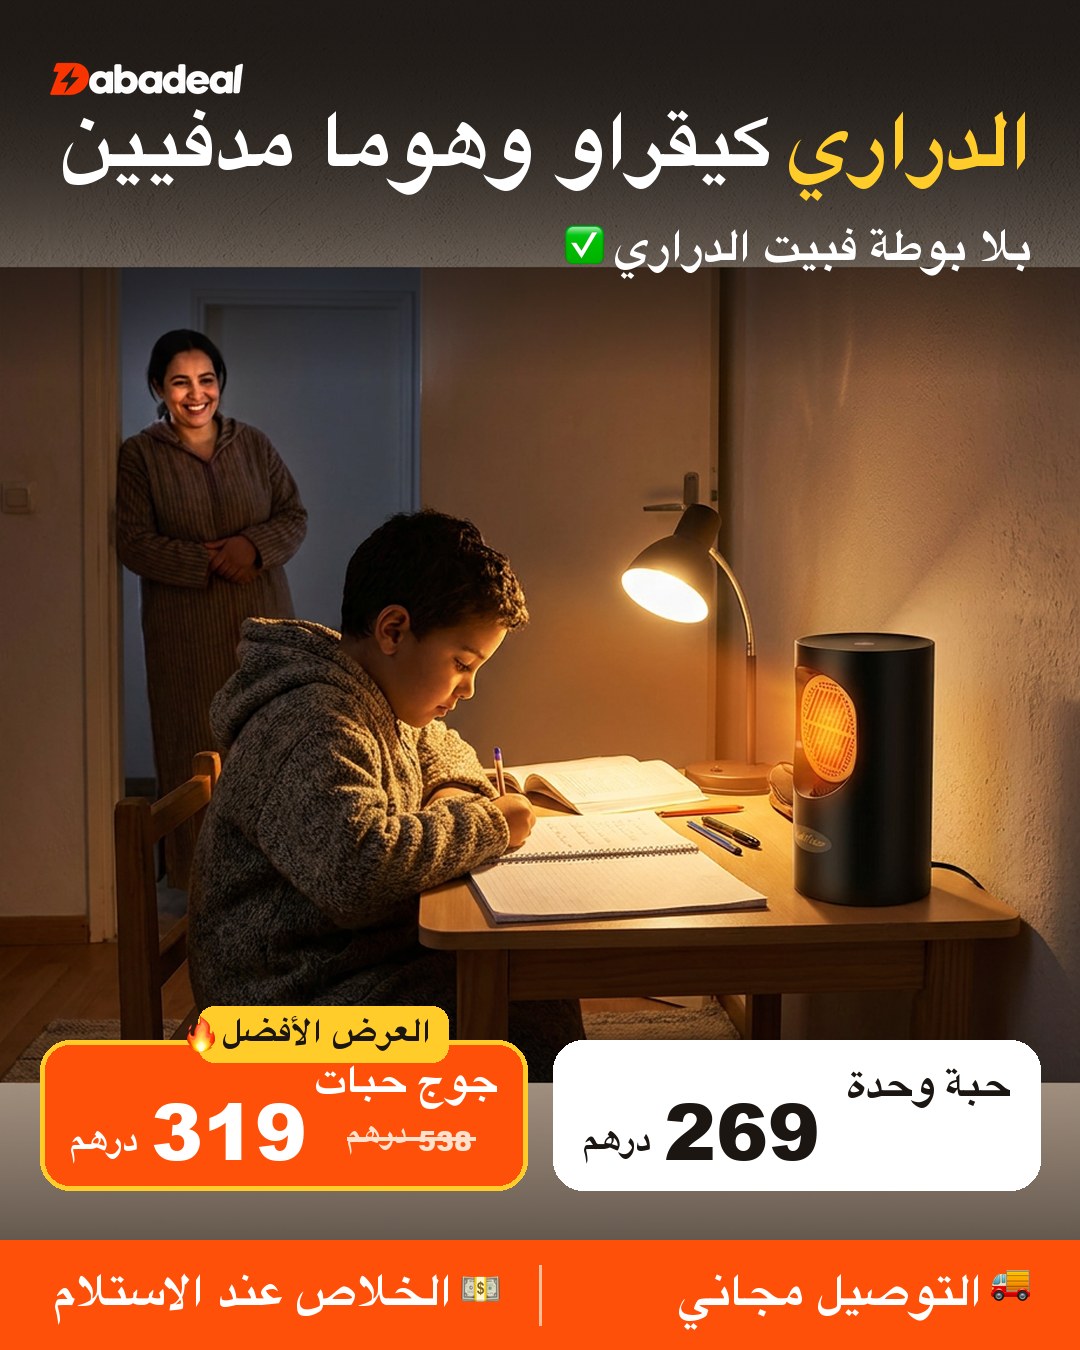 Dabadeal
الدراري كيقراو وهوما مدفيين
بلا بوطة فبيت الدراري ✅
العرض الأفضل🔥
حبة وحدة
269 درهم
جوج حبات
538 درهم
319 درهم
🚚 التوصيل مجاني
💵 الخلاص عند الاستلام